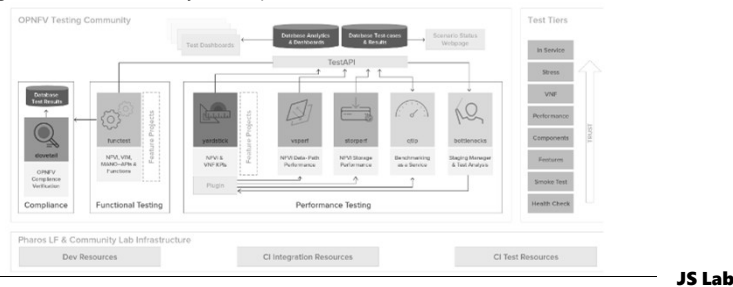 OPNFV Testing Community
Test Tiers
Database Analytics
& Dashboards
Database Test cases
& Results
Test Dashboards
Scenario Status
Webpage
TestAPI
In Service
Stress
VNF
Performance
Components
Features
Smoke Test
Health Check
TRUST
Database
Test Results
dovetail
OPNFV
Compliance
Verification
Compliance
functest
NFVI, VIM,
MANO-APIs &
Functions
Feature Projects
Functional Testing
yardstick
NFVI &
VNF KPIs
Feature Projects
Plugin
vsperf
NFVI Data-Path
Performance
storperf
NFVI Storage
Performance
Benchmarking
as a Service
bottlenecks
Staging Manager
& Test Analysis
Performance Testing
Pharos LF & Community Lab Infrastructure
Dev Resources
CI Integration Resources
CI Test Resources
JS Lab